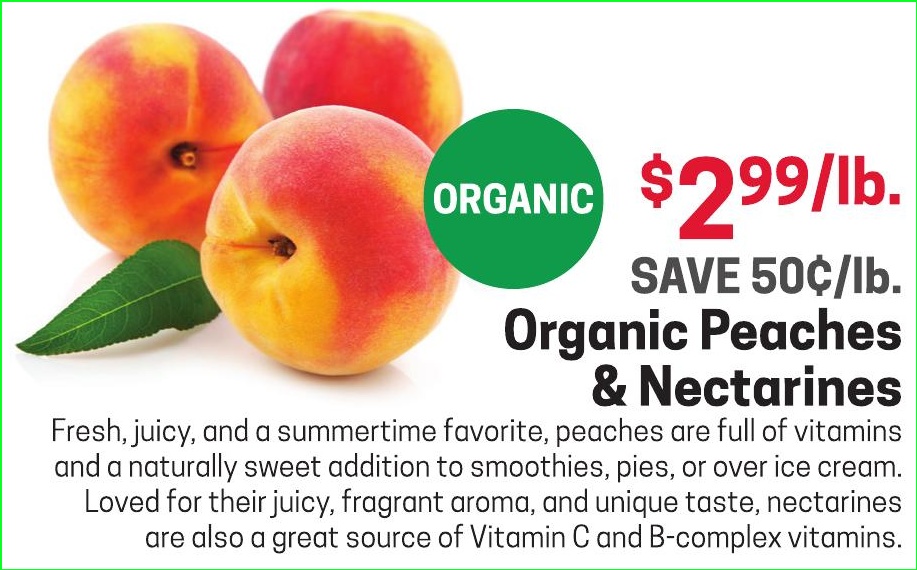 ORGANIC
$2.99/lb.
SAVE 50¢/lb.
Organic Peaches
& Nectarines
Fresh, juicy, and a summertime favorite, peaches are full of vitamins
and a naturally sweet addition to smoothies, pies, or over ice cream.
Loved for their juicy, fragrant aroma, and unique taste, nectarines
are also a great source of Vitamin C and B-complex vitamins.